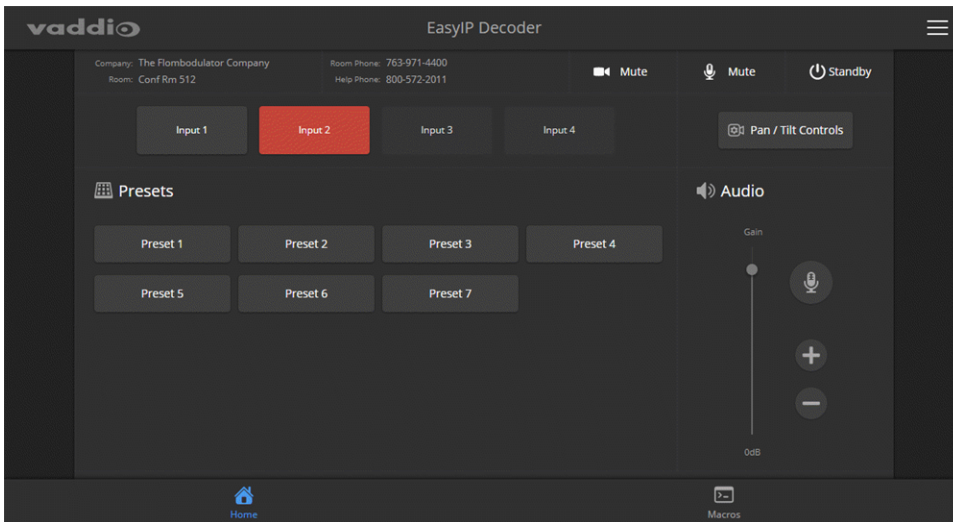 vaddio
EasyIP Decoder
Company: The Flombodulator Company
Room: Conf Rm 512
Room Phone: 763-971-4400
Help Phone: 800-572-2011
Mute
Mute
Standby
Input 1
Input 2
Input 3
Input 4
Pan / Tilt Controls
Presets
Audio
Preset 1
Preset 2
Preset 3
Preset 4
Preset 5
Preset 6
Preset 7
Gain
0dB
Home
Macros